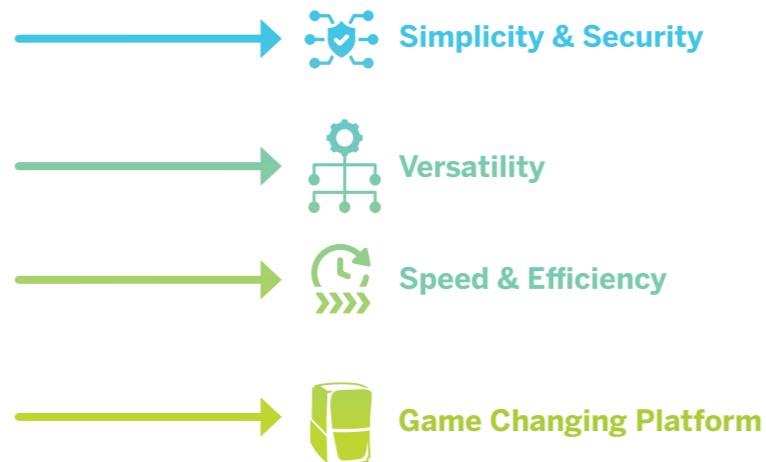 Simplicity & Security
Versatility
Speed & Efficiency
Game Changing Platform